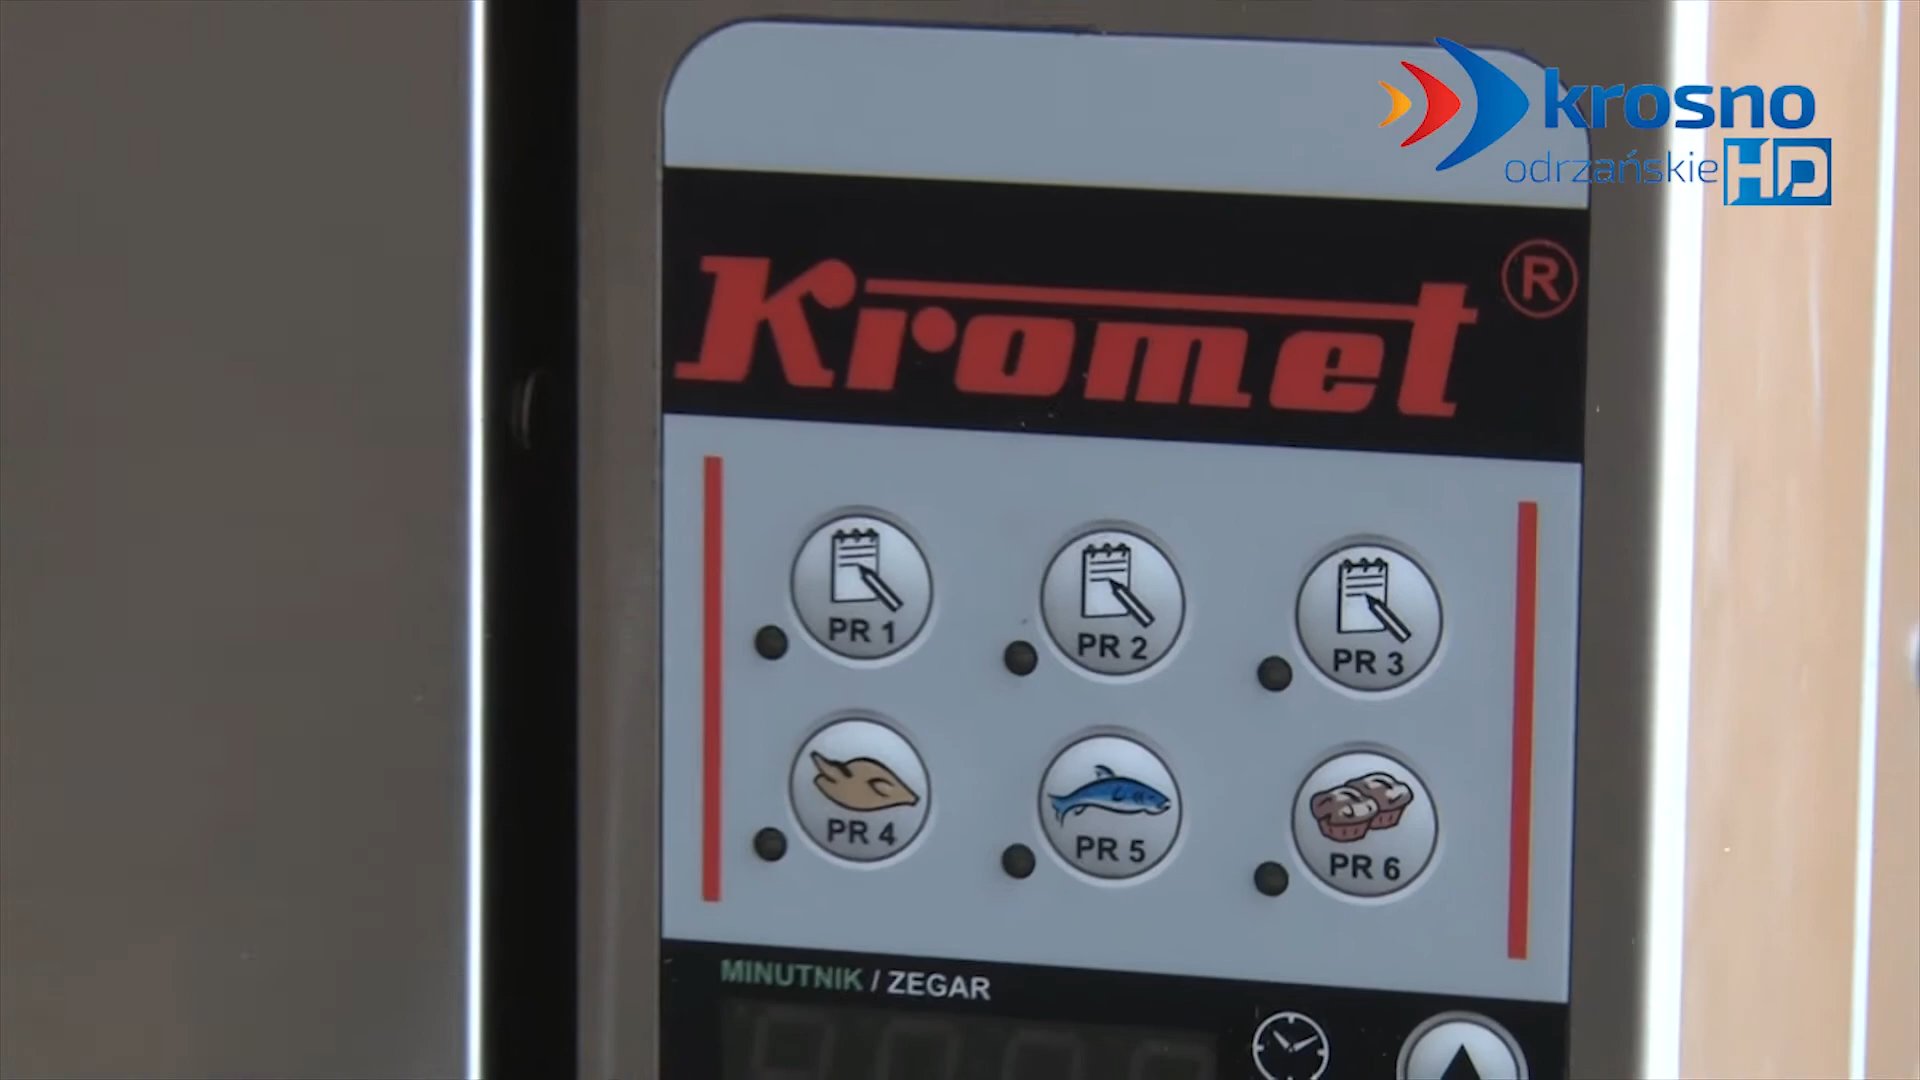 krosno
odrzańskie HD
Kromet ®
PR 1
PR 2
PR 3
PR 4
PR 5
PR 6
MINUTNIK / ZEGAR